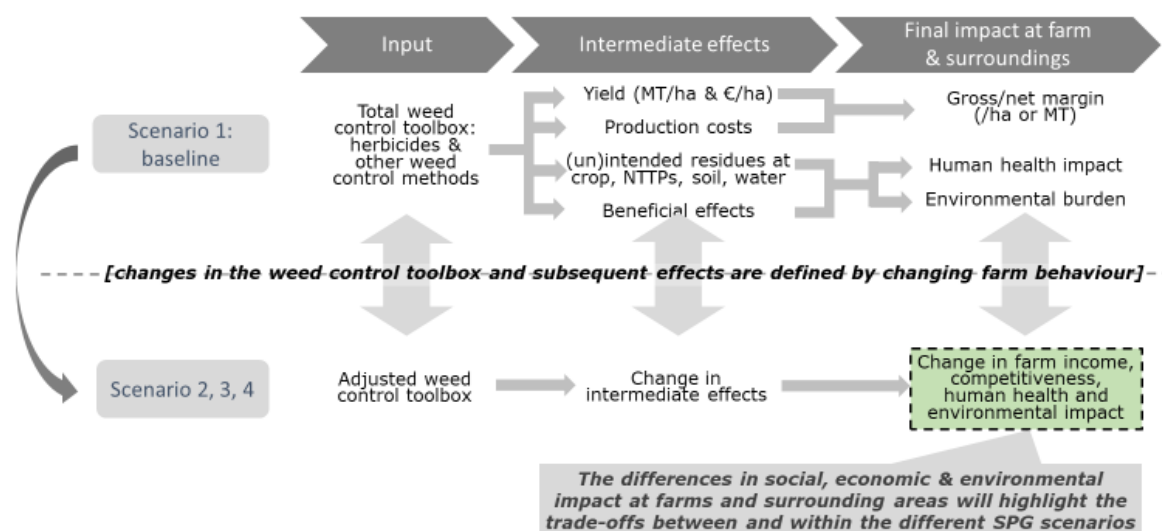 Input
Intermediate effects
Final impact at farm
& surroundings
Scenario 1:
baseline
Total weed
control toolbox:
herbicides &
other weed
control methods
Yield (MT/ha & €/ha)
Production costs
(un)intended residues at
crop, NTTPs, soil, water
Beneficial effects
Gross/net margin
(/ha or MT)
Human health impact
Environmental burden
[changes in the weed control toolbox and subsequent effects are defined by changing farm behaviour]
Scenario 2, 3, 4
Adjusted weed
control toolbox
Change in
intermediate effects
Change in farm income,
competitiveness,
human health and
environmental impact
The differences in social, economic & environmental
impact at farms and surrounding areas will highlight the
trade-offs between and within the different SPG scenarios